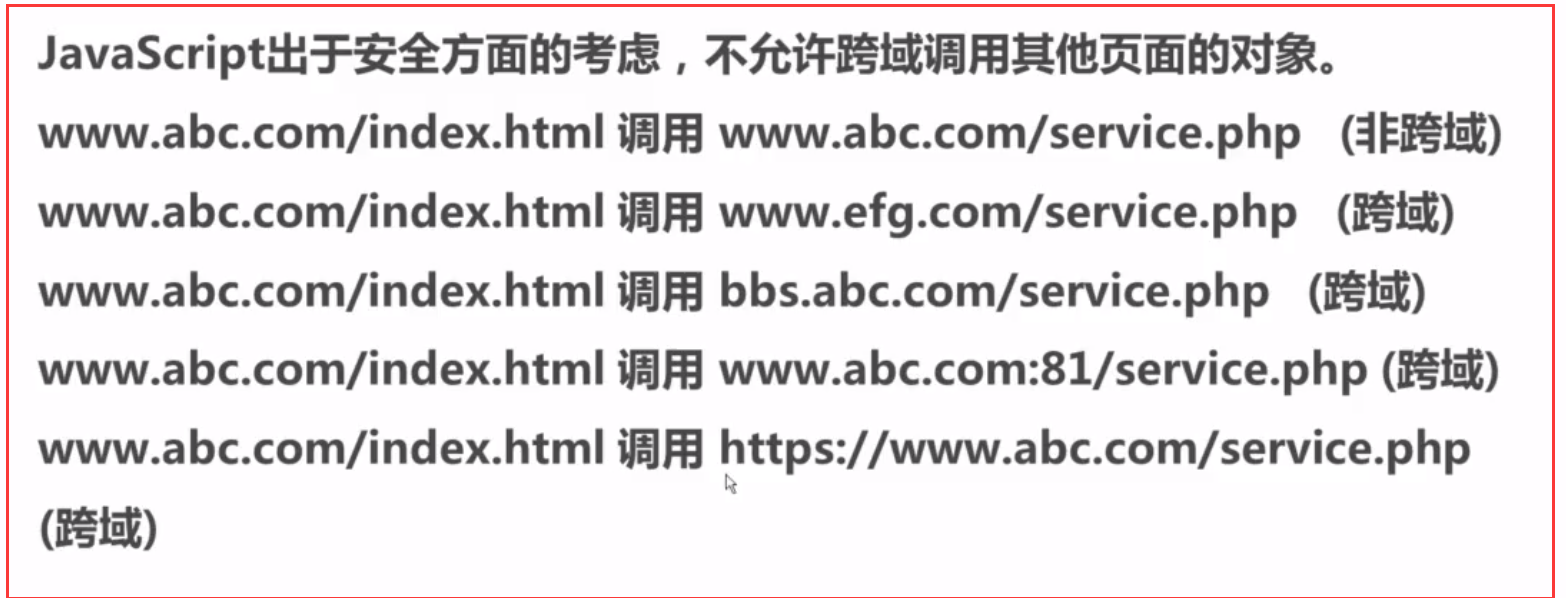 JavaScript出于安全方面的考虑，不允许跨域调用其他页面的对象。
www.abc.com/index.html 调用 www.abc.com/service.php (非跨域)
www.abc.com/index.html 调用 www.efg.com/service.php (跨域)
www.abc.com/index.html 调用 bbs.abc.com/service.php (跨域)
www.abc.com/index.html 调用 www.abc.com:81/service.php (跨域)
www.abc.com/index.html 调用 https://www.abc.com/service.php
(跨域)